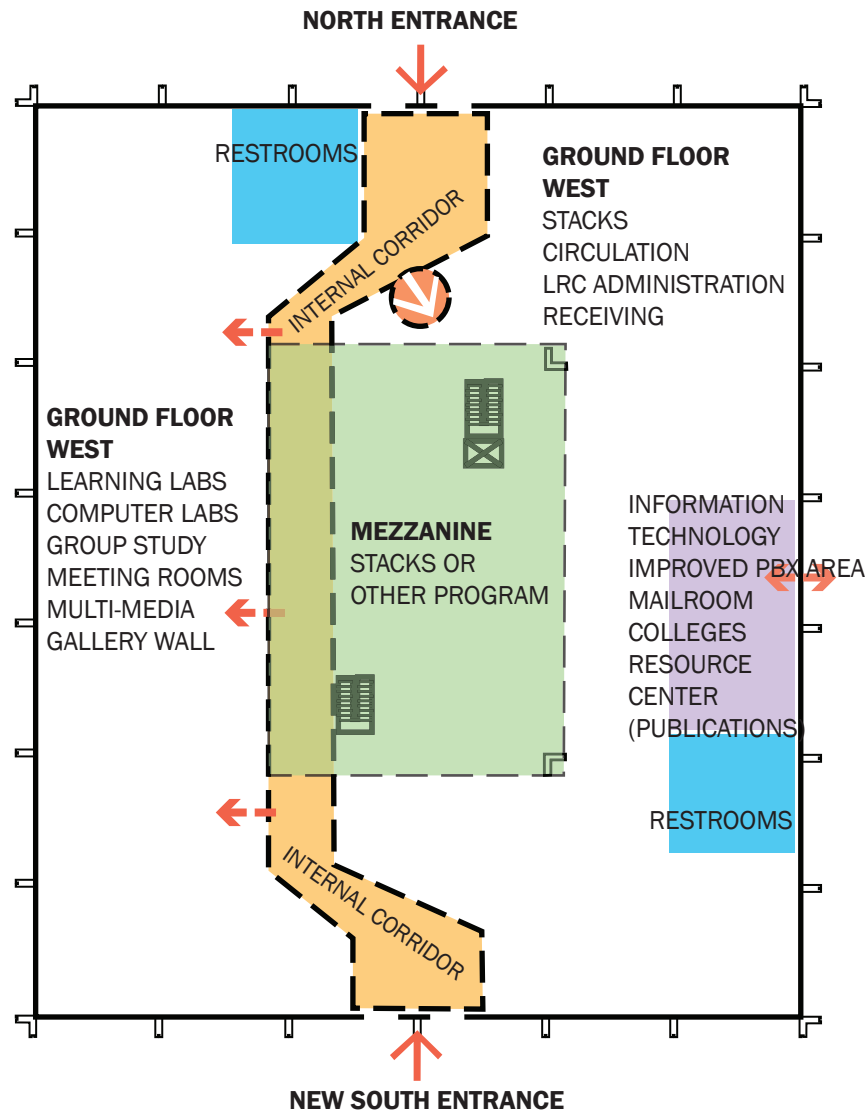 NORTH ENTRANCE
RESTROOMS
GROUND FLOOR
WEST
STACKS
CIRCULATION
LRC ADMINISTRATION
RECEIVING
INTERNAL CORRIDOR
GROUND FLOOR
WEST
LEARNING LABS
COMPUTER LABS
GROUP STUDY
MEETING ROOMS
MULTI-MEDIA
GALLERY WALL
MEZZANINE
STACKS OR
OTHER PROGRAM
INFORMATION
TECHNOLOGY
IMPROVED PBX AREA
MAILROOM
COLLEGES
RESOURCE
CENTER
(PUBLICATIONS)
RESTROOMS
INTERNAL CORRIDOR
NEW SOUTH ENTRANCE